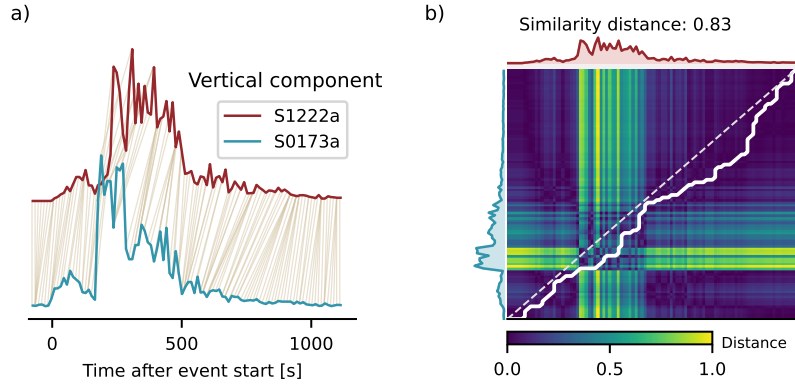 a)
Vertical component
S1222a
S0173a
0 500 1000
Time after event start [s]
b)
Similarity distance: 0.83
Distance
0.0 0.5 1.0